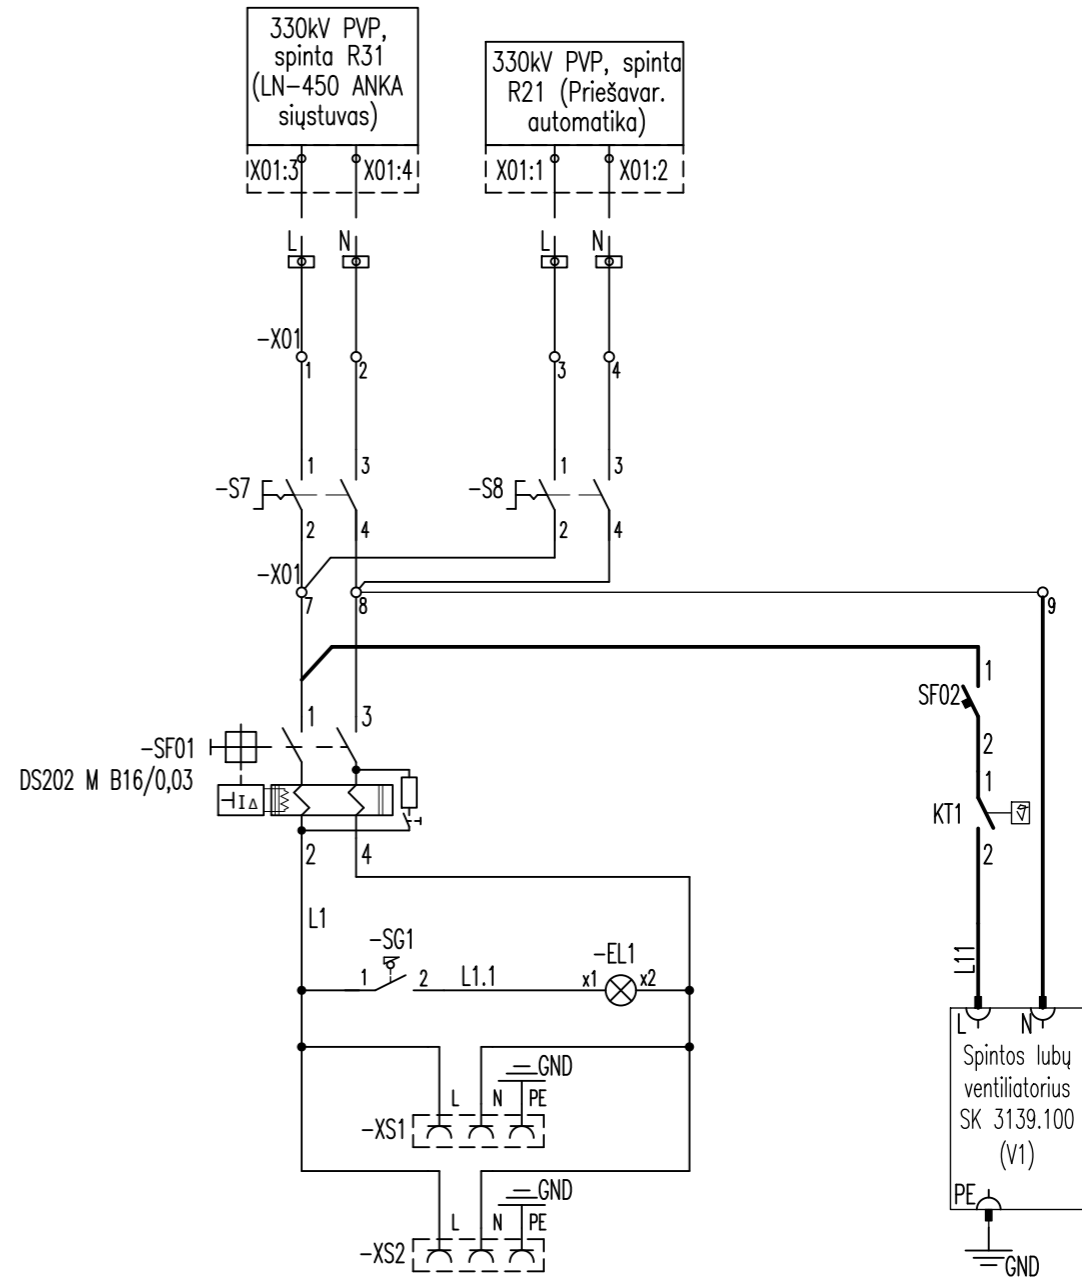 330kV PVP,
spinta R31
(LN-450 ANKA
siųstuvas)
330kV PVP, spinta
R21 (Priešavar.
automatika)
X01:3 X01:4
X01:1 X01:2
L N
L N
-X01
1 2
3 4
1 3
-S7
2 4
1 3
-S8
2 4
-X01
7 8 9
1
SF02
2
1 3
-SF01
DS202 M B16/0,03
I∆
2 4
1
KT1
2
L1
-SG1
1 2 L1.1
-EL1
x1 x2
L11
L N
Spintos lubų
ventiliatorius
SK 3139.100
(V1)
PE
GND
GND
L N PE
-XS1
GND
L N PE
-XS2